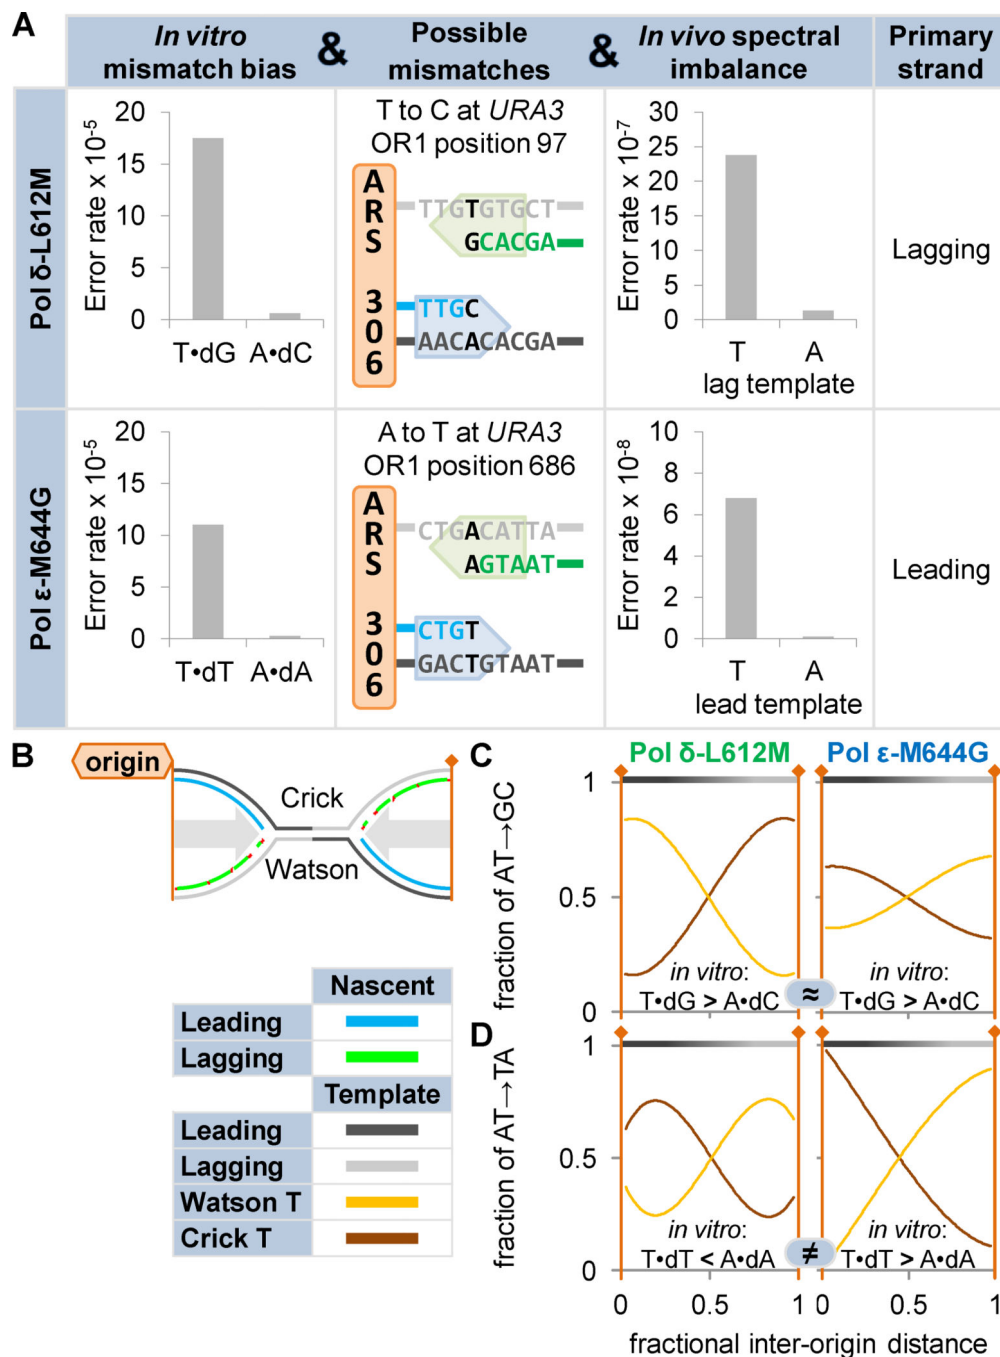 A
In vitro mismatch bias & Possible mismatches & In vivo spectral imbalance Primary strand
Pol δ-L612M
Error rate x 10-5
20
15
10
5
0
T•dG A•dC
T to C at URA3
OR1 position 97
ARS 306
TTGTGTGCT
GCACGA
TTGC
AACACACGA
Error rate x 10-7
30
25
20
15
10
5
0
T A
lag template
Lagging
Pol ε-M644G
Error rate x 10-5
20
15
10
5
0
T•dT A•dA
A to T at URA3
OR1 position 686
ARS 306
CTGACATTA
AGTAAT
CTGT
GACTGTAAT
Error rate x 10-8
10
8
6
4
2
0
T A
lead template
Leading
B
origin
Crick
Watson
Nascent
Leading
Lagging
Template
Leading
Lagging
Watson T
Crick T
C
Pol δ-L612M Pol ε-M644G
fraction of AT→GC
1
0.5
0
in vitro:
T•dG > A•dC
≈
in vitro:
T•dG > A•dC
D
fraction of AT→TA
1
0.5
0
in vitro:
T•dT < A•dA
≠
in vitro:
T•dT > A•dA
0 0.5 1 0 0.5 1
fractional inter-origin distance